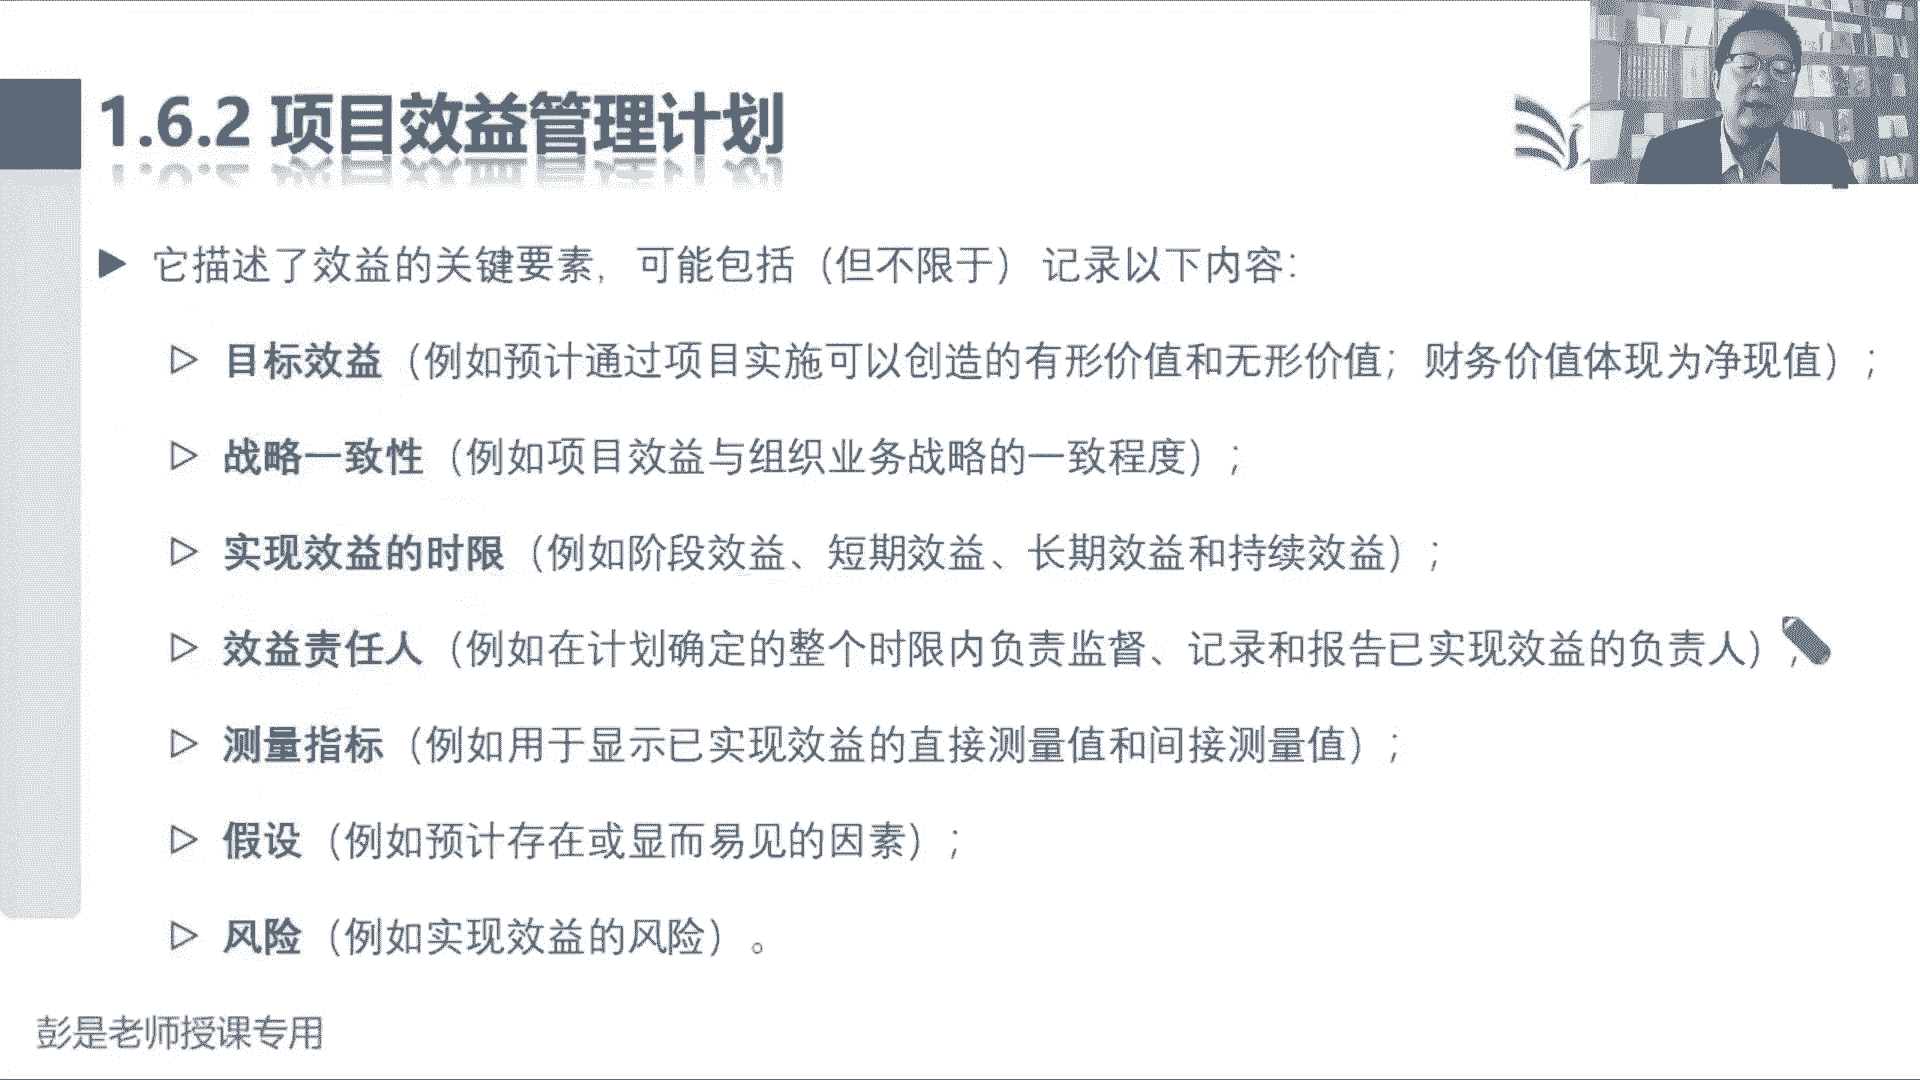 1.6.2 项目效益管理计划
它描述了效益的关键要素，可能包括（但不限于）记录以下内容：
目标效益（例如预计通过项目实施可以创造的有形价值和无形价值；财务价值体现为净现值）；
战略一致性（例如项目效益与组织业务战略的一致程度）；
实现效益的时限（例如阶段效益、短期效益、长期效益和持续效益）；
效益责任人（例如在计划确定的整个时限内负责监督、记录和报告已实现效益的负责人）；
测量指标（例如用于显示已实现效益的直接测量值和间接测量值）；
假设（例如预计存在或显而易见的因素）；
风险（例如实现效益的风险）。
彭是老师授课专用